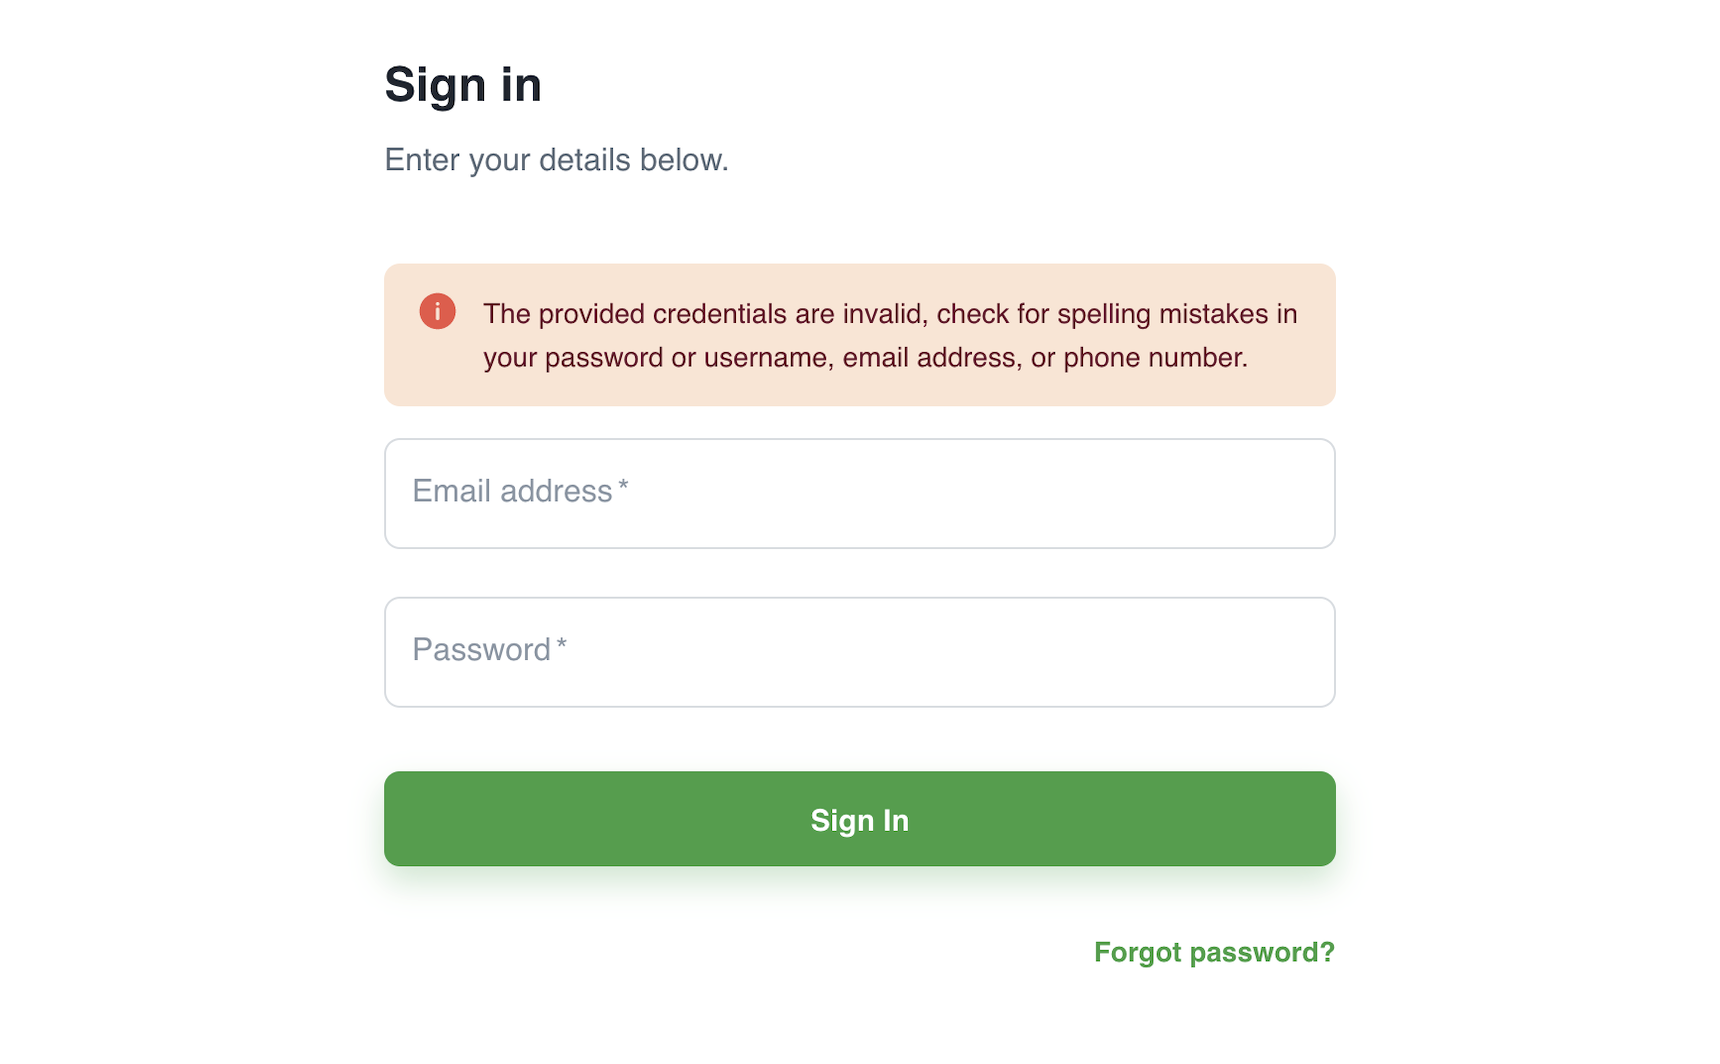 Sign in
Enter your details below.
The provided credentials are invalid, check for spelling mistakes in
your password or username, email address, or phone number.
Email address *
Password *
Sign In
Forgot password?